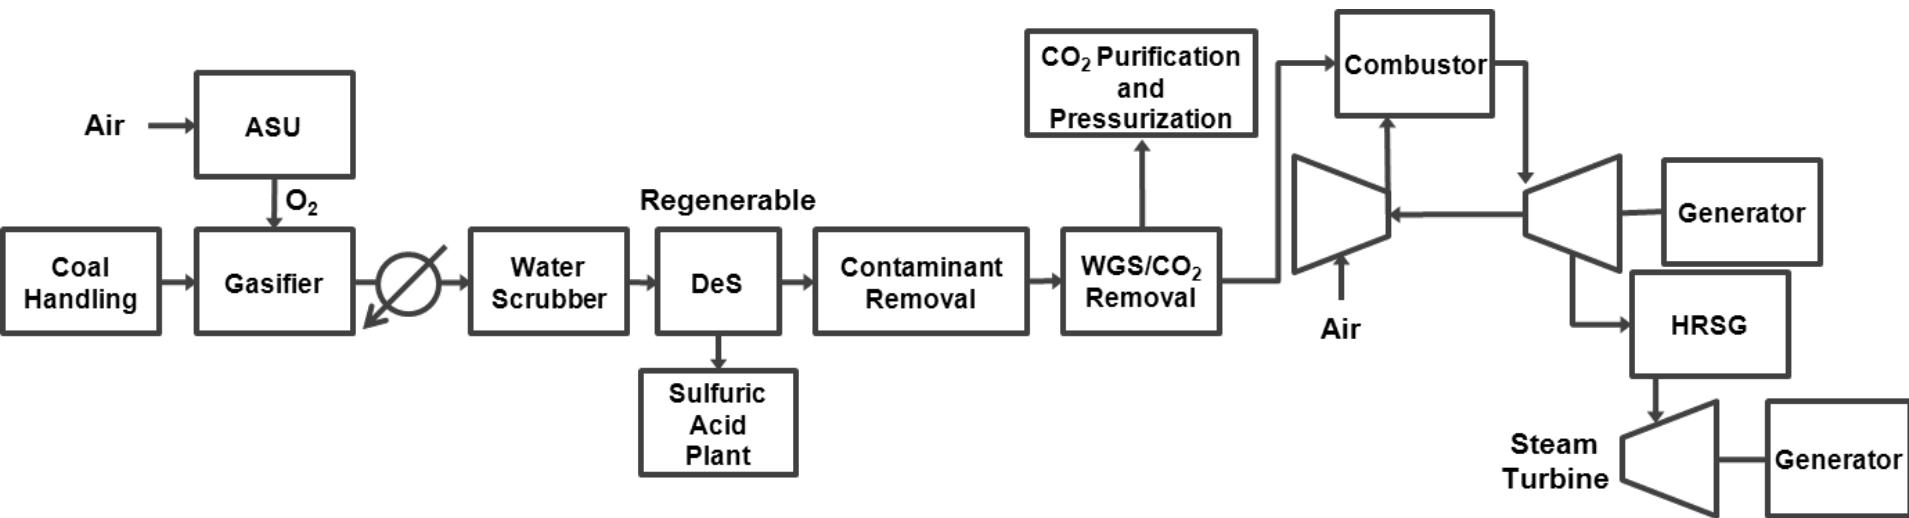 Air
ASU
O₂
Coal
Handling
Gasifier
Water
Scrubber
Regenerable
DeS
Sulfuric
Acid
Plant
Contaminant
Removal
WGS/CO₂
Removal
CO₂ Purification
and
Pressurization
Combustor
Air
Generator
HRSG
Steam
Turbine
Generator